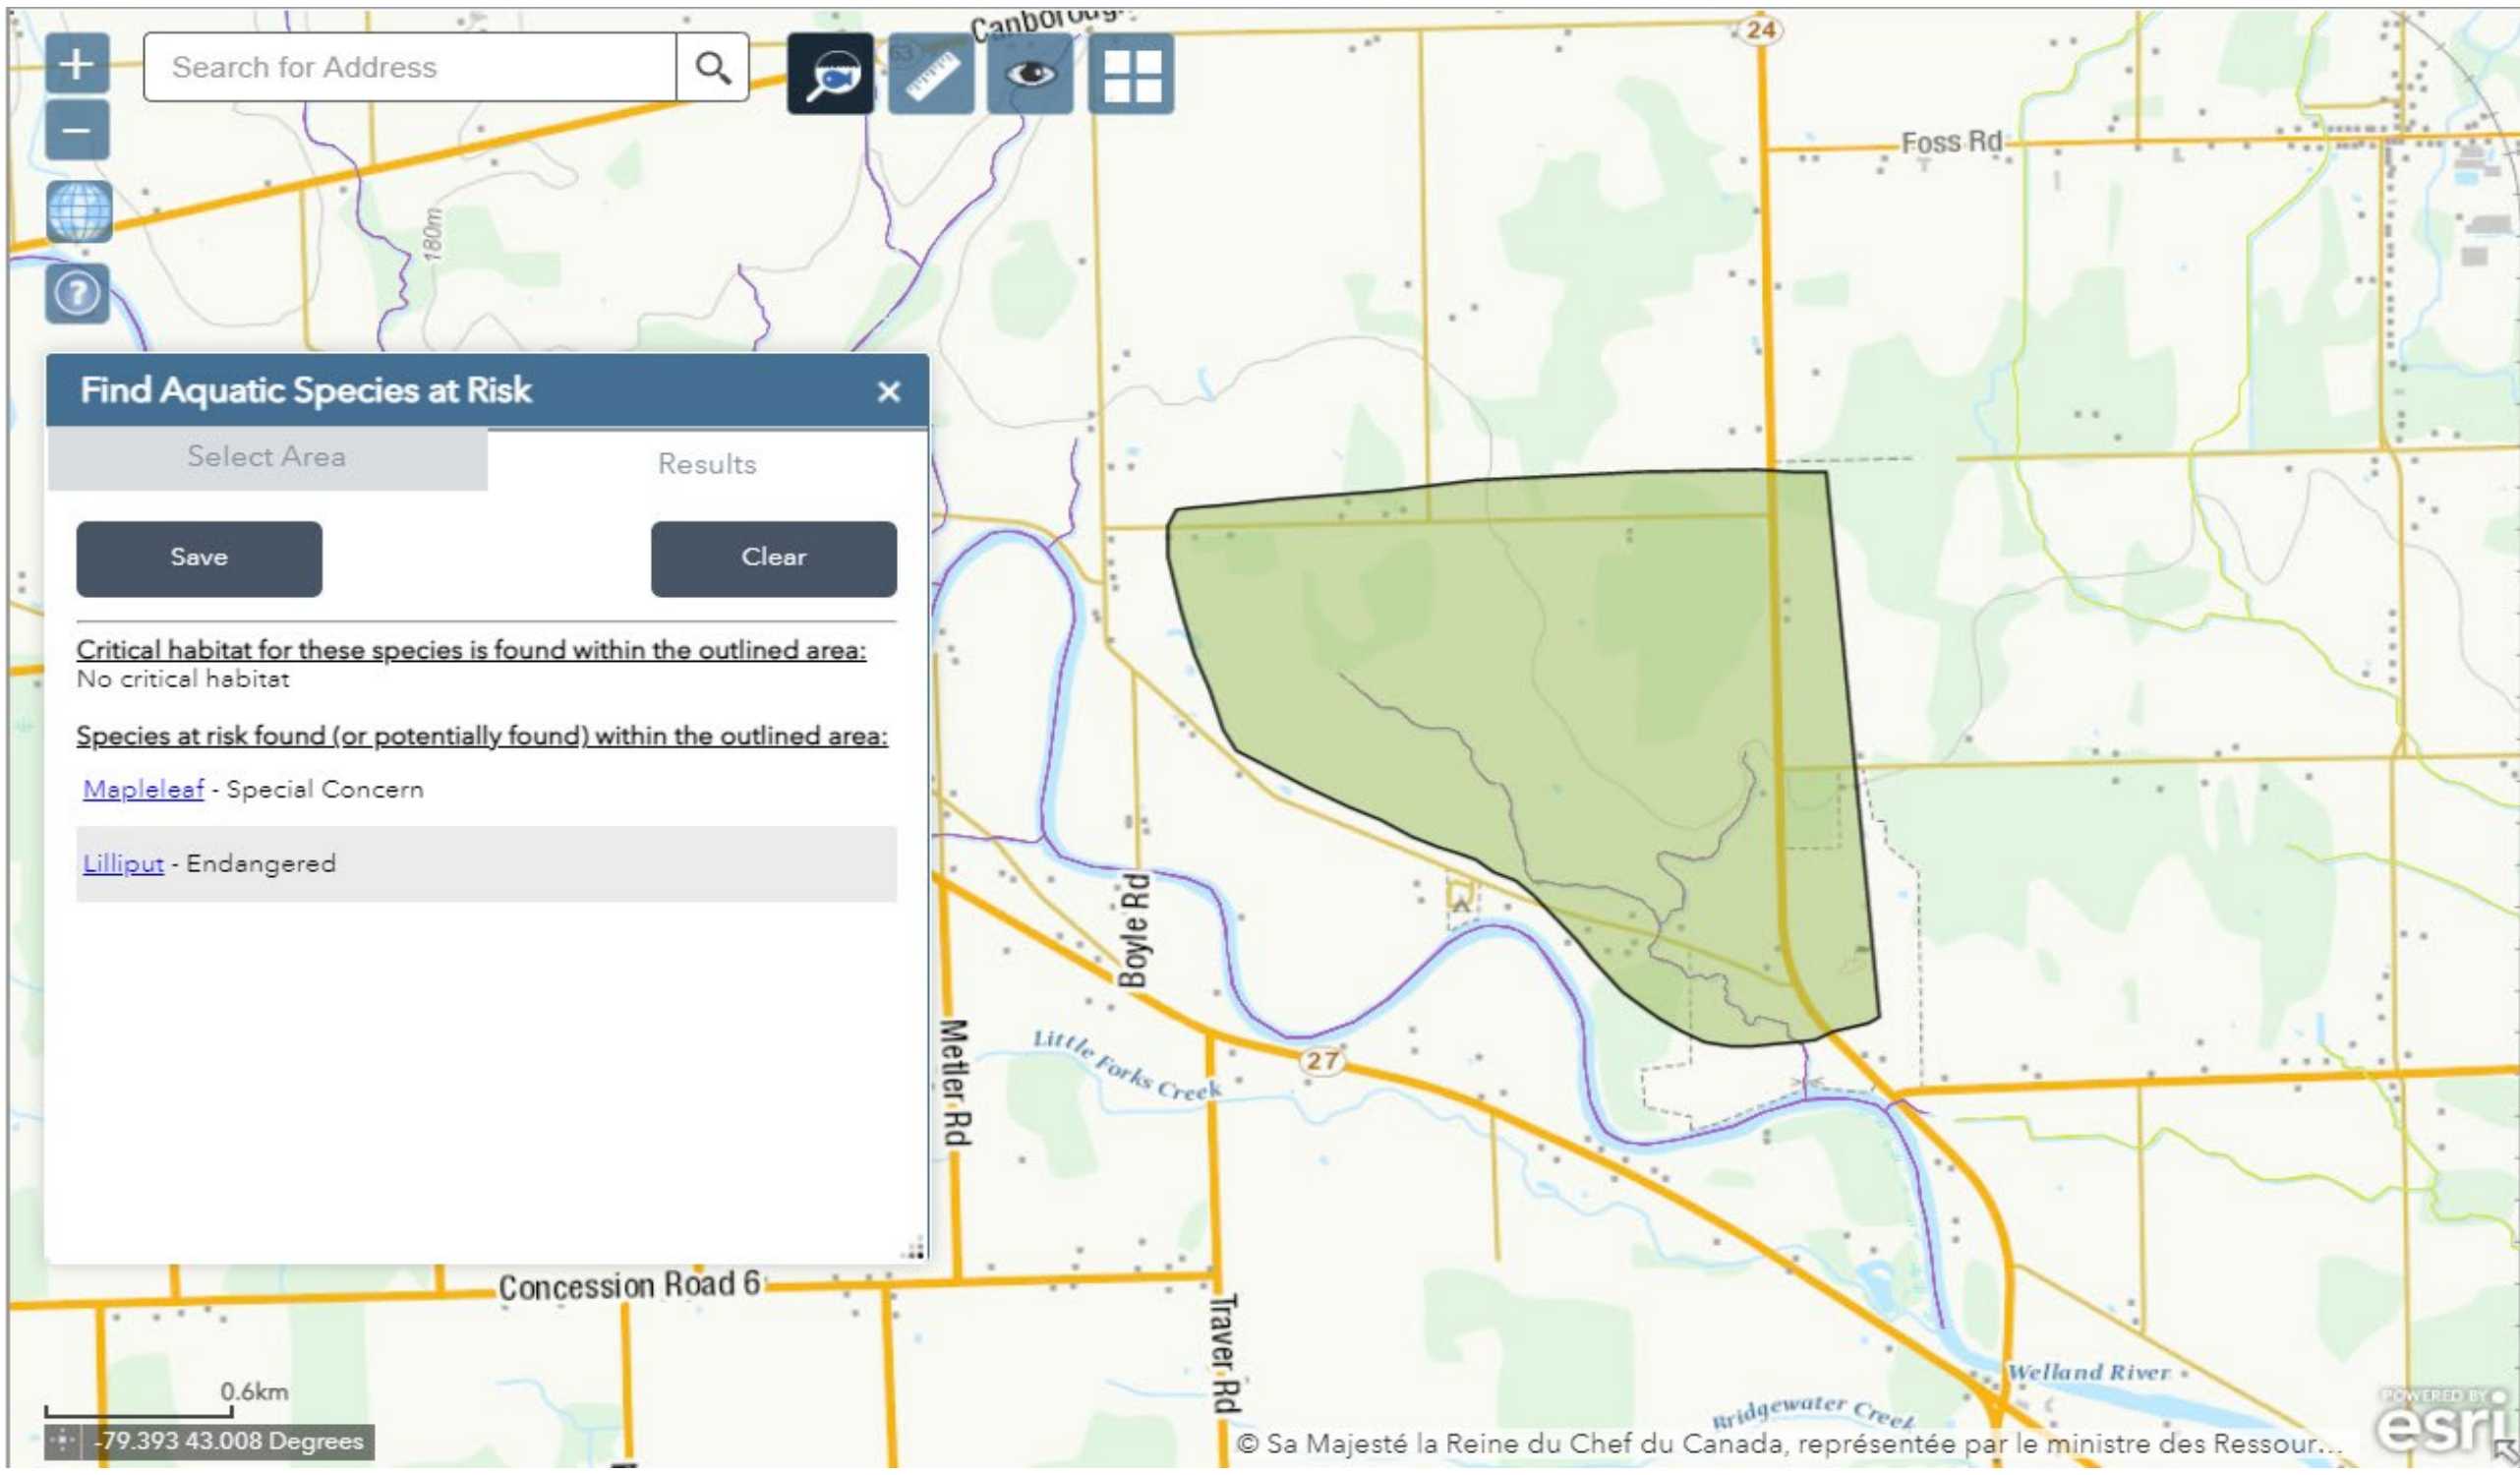 Canboroug
24
+
Search for Address
63
−
Foss Rd
180m
?
Find Aquatic Species at Risk
×
Select Area
Results
Save
Clear
Critical habitat for these species is found within the outlined area:
No critical habitat
Species at risk found (or potentially found) within the outlined area:
Mapleleaf - Special Concern
Lilliput - Endangered
Boyle Rd
Metler Rd
Little Forks Creek
27
Concession Road 6
Traver Rd
Welland River
0.6km
Bridgewater Creek
-79.393 43.008 Degrees
© Sa Majesté la Reine du Chef du Canada, représentée par le ministre des Ressour...
POWERED BY
esri